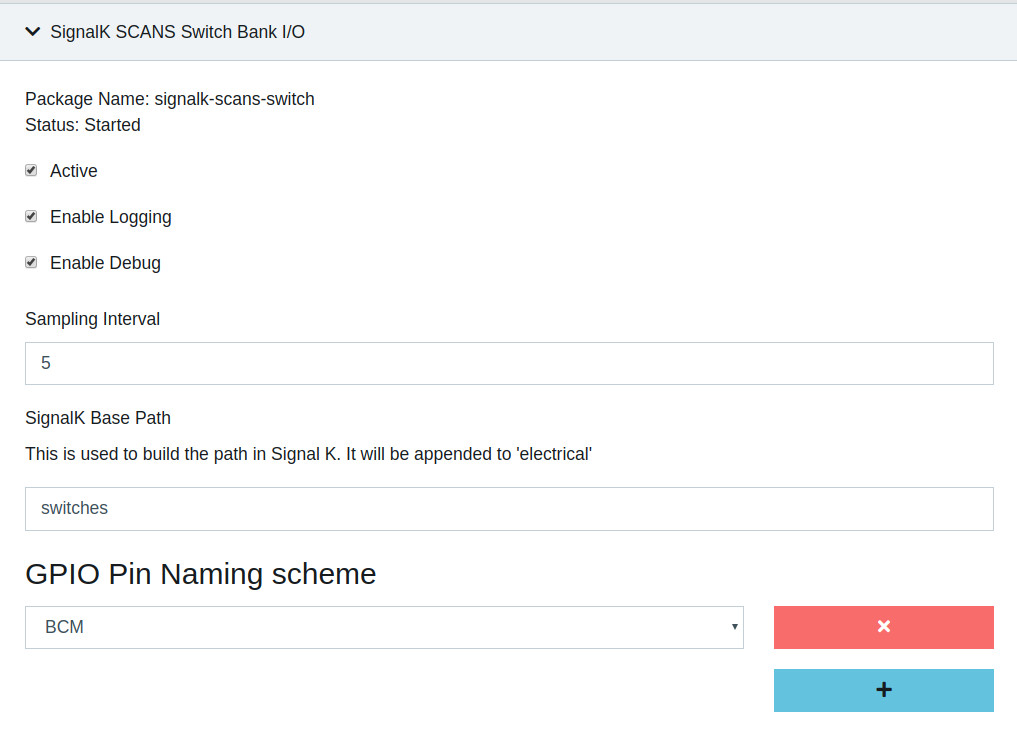 SignalK SCANS Switch Bank I/O
Package Name: signalk-scans-switch
Status: Started
Active
Enable Logging
Enable Debug
Sampling Interval
5
SignalK Base Path
This is used to build the path in Signal K. It will be appended to 'electrical'
switches
GPIO Pin Naming scheme
BCM